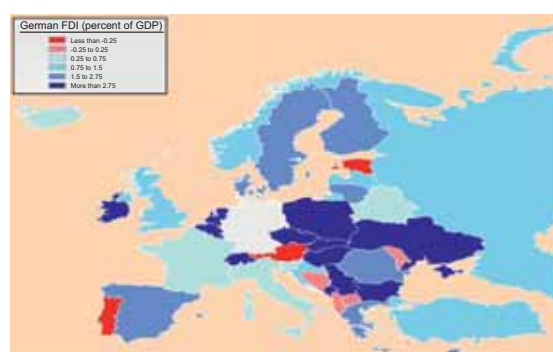 German FDI (percent of GDP)
Less than -0.25
-0.25 to 0.25
0.25 to 0.75
0.75 to 1.5
1.5 to 2.75
More than 2.75